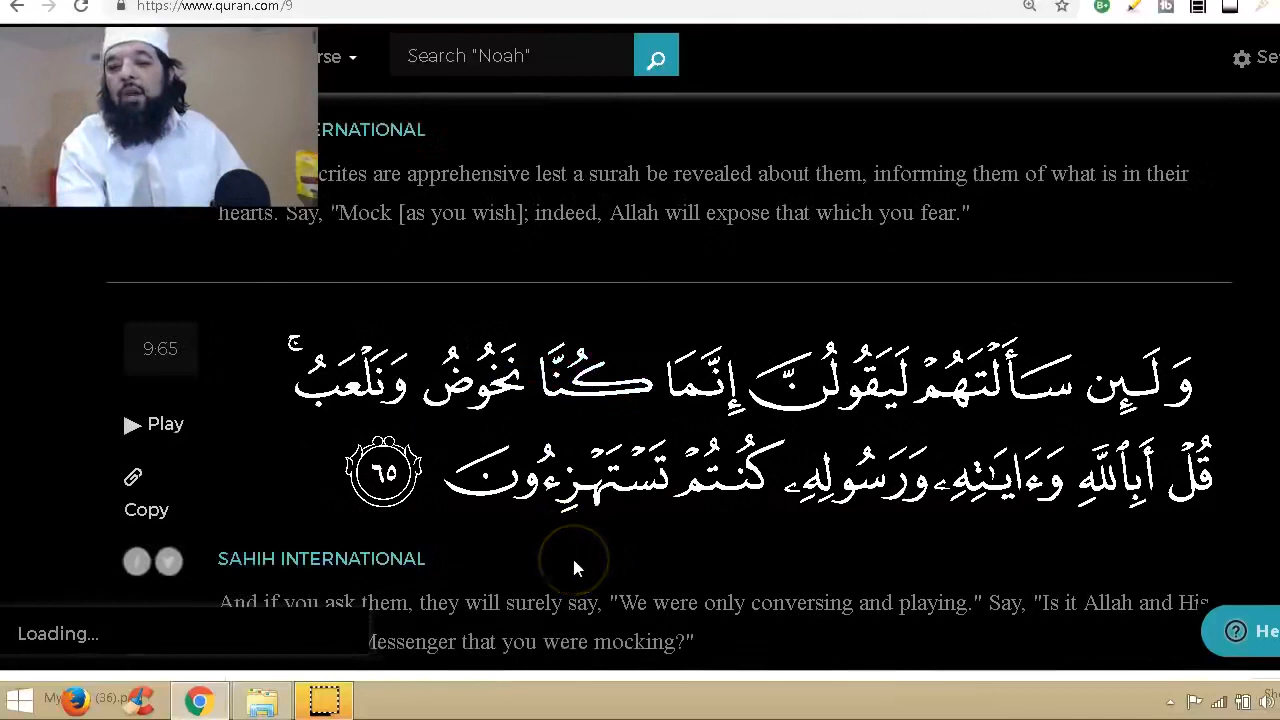 https://www.quran.com/9
rse
Search "Noah"
Se
ERNATIONAL
crites are apprehensive lest a surah be revealed about them, informing them of what is in their
hearts. Say, "Mock [as you wish]; indeed, Allah will expose that which you fear."
9:65
وَلَئِن سَأَلْتَهُمْ لَيَقُولُنَّ إِنَّمَا كُنَّا نَخُوضُ وَنَلْعَبُ ۚ
قُلْ أَبِٱللَّهِ وَءَايَـٰتِهِۦ وَرَسُولِهِۦ كُنتُمْ تَسْتَهْزِءُونَ ٦٥
Play
Copy
SAHIH INTERNATIONAL
And if you ask them, they will surely say, "We were only conversing and playing." Say, "Is it Allah and His
Messenger that you were mocking?"
Loading...
He
My (36).p